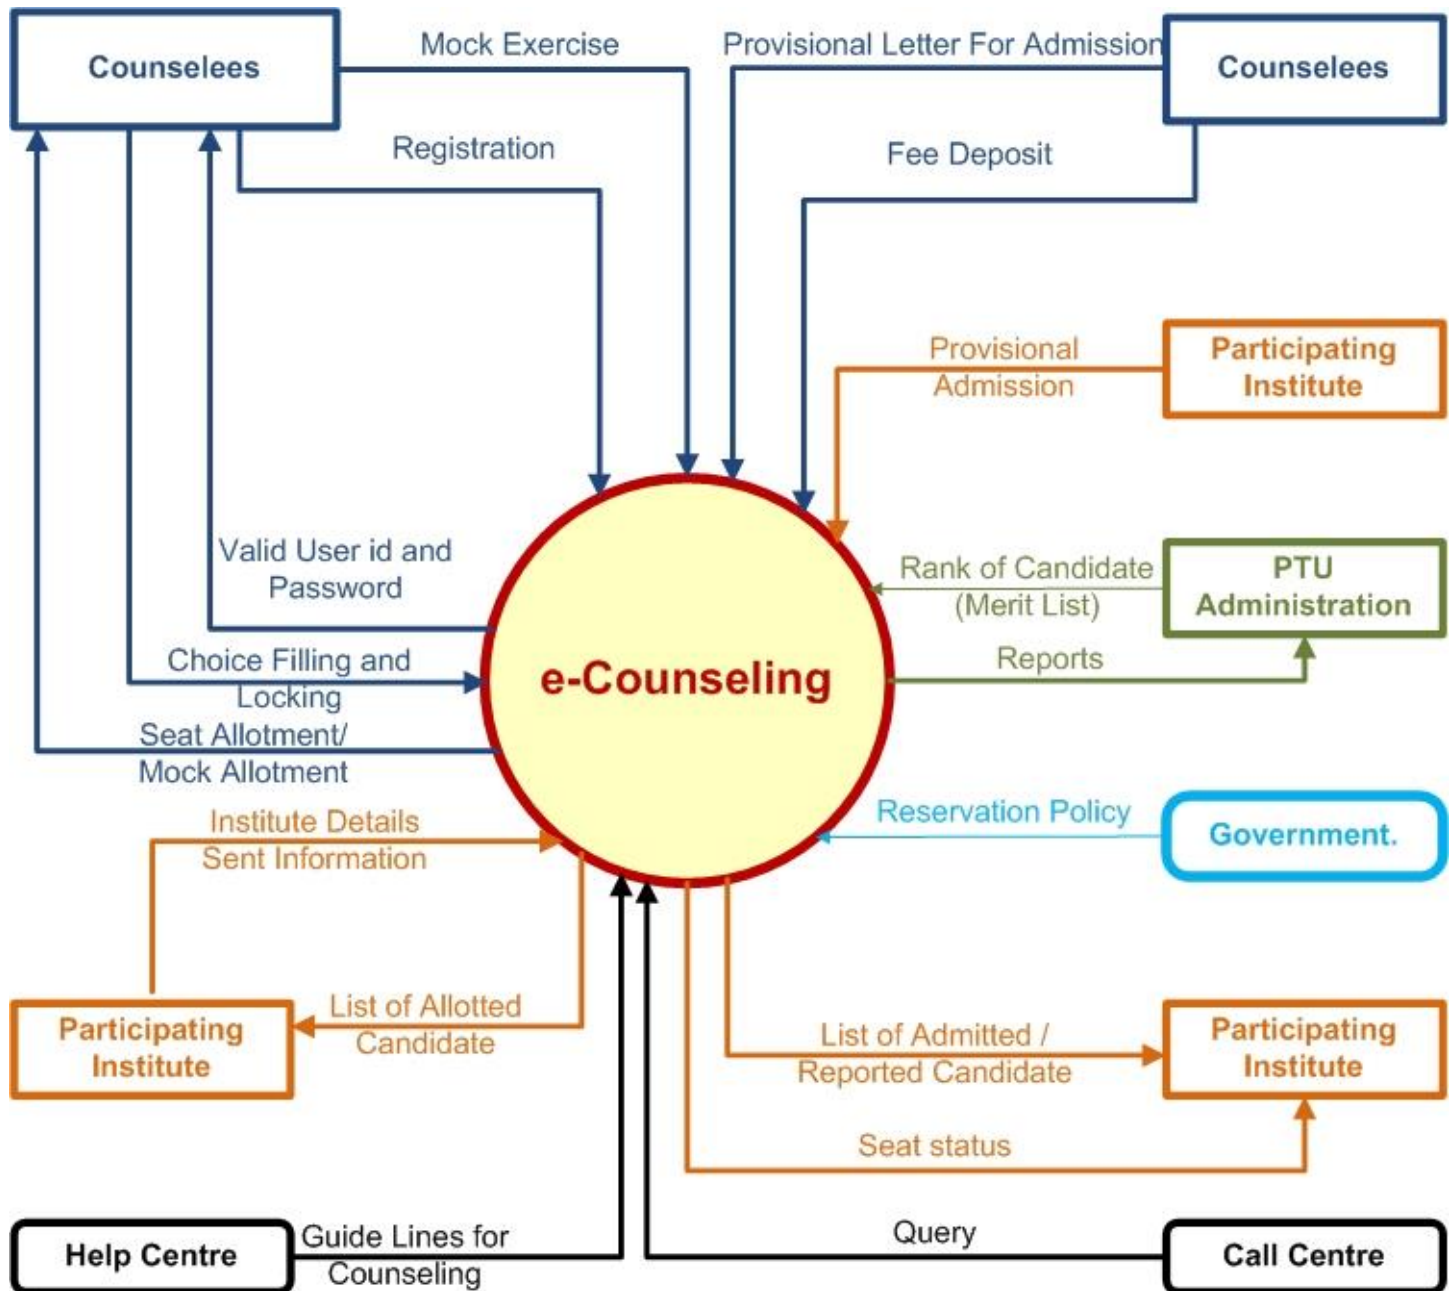 Counselees
Mock Exercise
Provisional Letter For Admission
Counselees
Registration
Fee Deposit
Provisional
Admission
Participating
Institute
Valid User id and
Password
Rank of Candidate
(Merit List)
PTU
Administration
Reports
e-Counseling
Choice Filling and
Locking
Seat Allotment/
Mock Allotment
Institute Details
Sent Information
Reservation Policy
Government.
List of Allotted
Candidate
Participating
Institute
List of Admitted /
Reported Candidate
Participating
Institute
Seat status
Help Centre
Guide Lines for
Counseling
Query
Call Centre